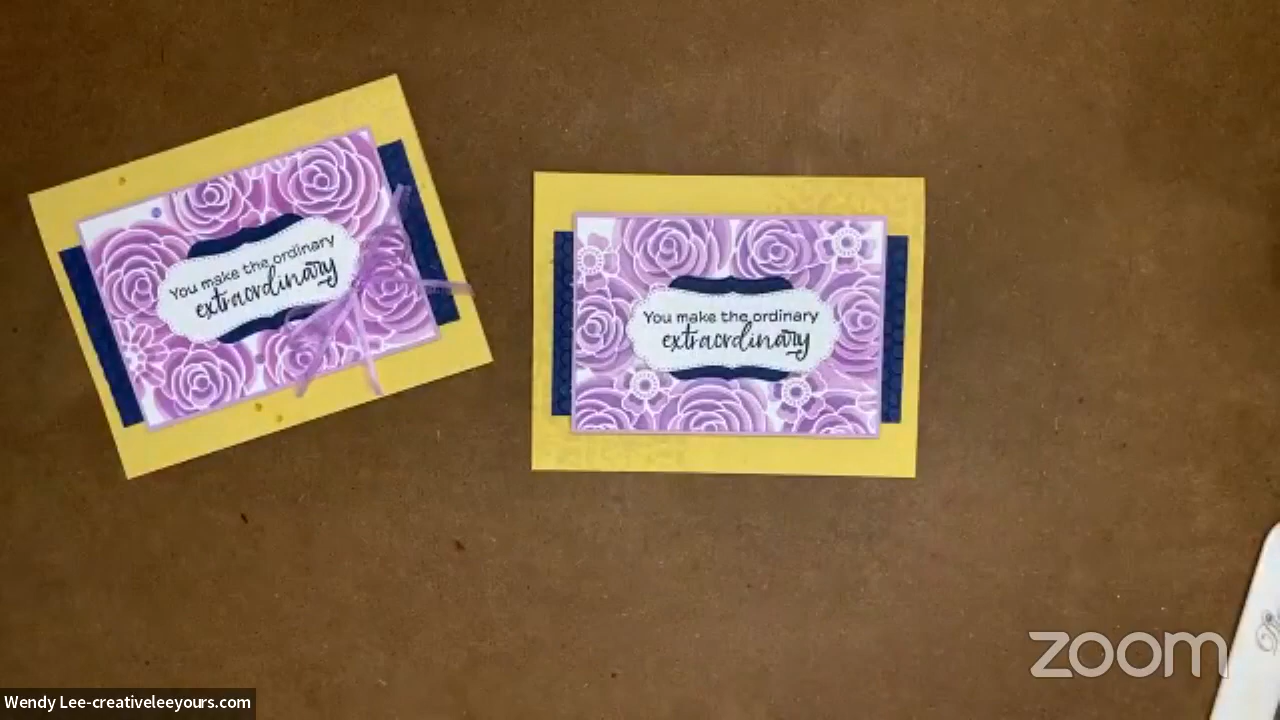 You make the ordinary
extraordinary
You make the ordinary
extraordinary
zoom
Wendy Lee-creativeleeyours.com